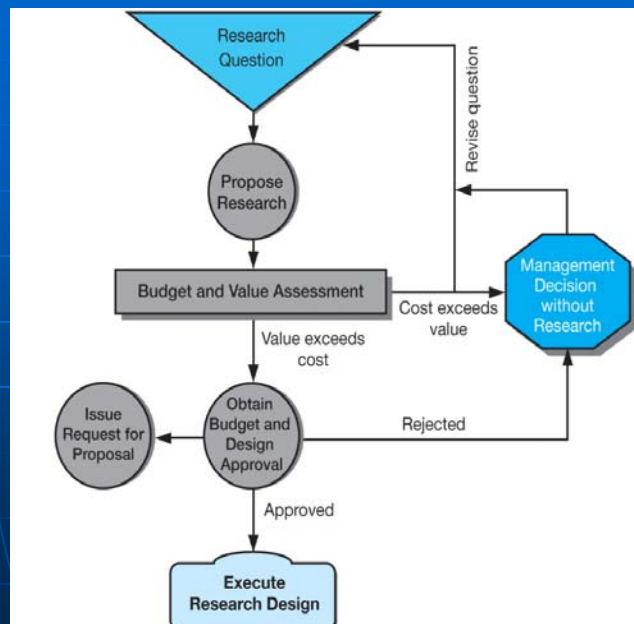 Research
Question
Revise question
Propose
Research
Management
Decision
without
Research
Budget and Value Assessment
Cost exceeds
value
Value exceeds
cost
Issue
Request for
Proposal
Obtain
Budget and
Design
Approval
Rejected
Approved
Execute
Research Design